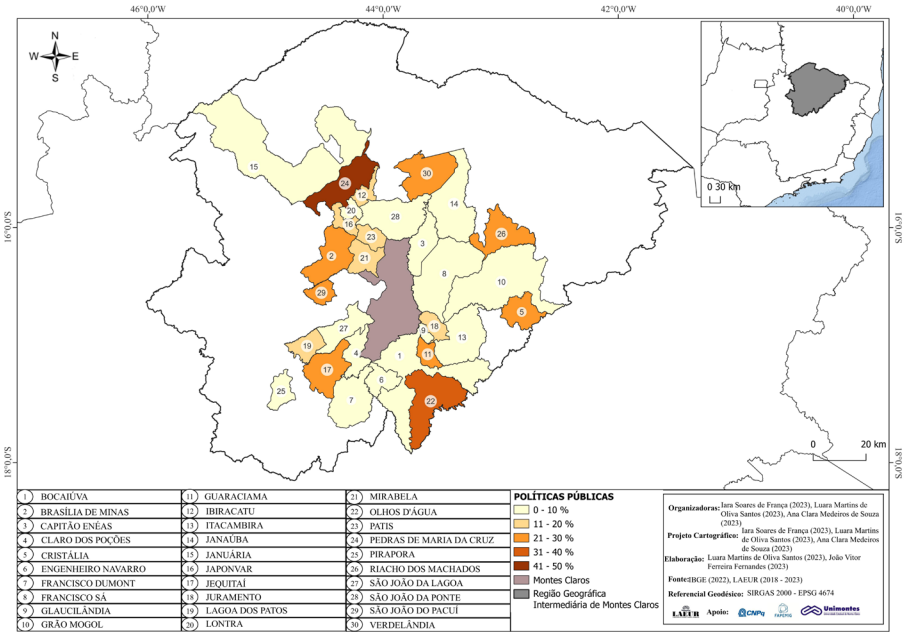 46°0,0'O
44°0,0'O
42°0,0'O
40°0,0'O
N
W E
S
0 30 km
16°0,0'S
16°0,0'S
15
24
12
30
14
20
16
28
23
26
3
2
21
8
10
29
5
27
9
18
13
19
4
1
11
17
6
25
7
22
0 20 km
18°0,0'S
18°0,0'S
1 BOCAIÚVA
2 BRASÍLIA DE MINAS
3 CAPITÃO ENÉAS
4 CLARO DOS POÇÕES
5 CRISTÁLIA
6 ENGENHEIRO NAVARRO
7 FRANCISCO DUMONT
8 FRANCISCO SÁ
9 GLAUCILÂNDIA
10 GRÃO MOGOL
11 GUARACIAMA
12 IBIRACATU
13 ITACAMBIRA
14 JANAÚBA
15 JANUÁRIA
16 JAPONVAR
17 JEQUITAÍ
18 JURAMENTO
19 LAGOA DOS PATOS
20 LONTRA
21 MIRABELA
22 OLHOS D'ÁGUA
23 PATIS
24 PEDRAS DE MARIA DA CRUZ
25 PIRAPORA
26 RIACHO DOS MACHADOS
27 SÃO JOÃO DA LAGOA
28 SÃO JOÃO DA PONTE
29 SÃO JOÃO DO PACUÍ
30 VERDELÂNDIA
POLÍTICAS PÚBLICAS
0 - 10 %
11 - 20 %
21 - 30 %
31 - 40 %
41 - 50 %
Montes Claros
Região Geográfica
Intermediária de Montes Claros
Organizadoras: Iara Soares de França (2023), Luara Martins de
Oliva Santos (2023), Ana Clara Medeiros de Souza
(2023)
Projeto Cartográfico: Iara Soares de França (2023), Luara Martins
de Oliva Santos (2023), Ana Clara Medeiros
de Souza (2023)
Elaboração: Luara Martins de Oliva Santos (2023), João Vitor
Ferreira Fernandes (2023)
Fonte: IBGE (2022), LAEUR (2018 - 2023)
Referencial Geodésico: SIRGAS 2000 - EPSG 4674
LAEUR Apoio: CNPq FAPEMIG Unimontes